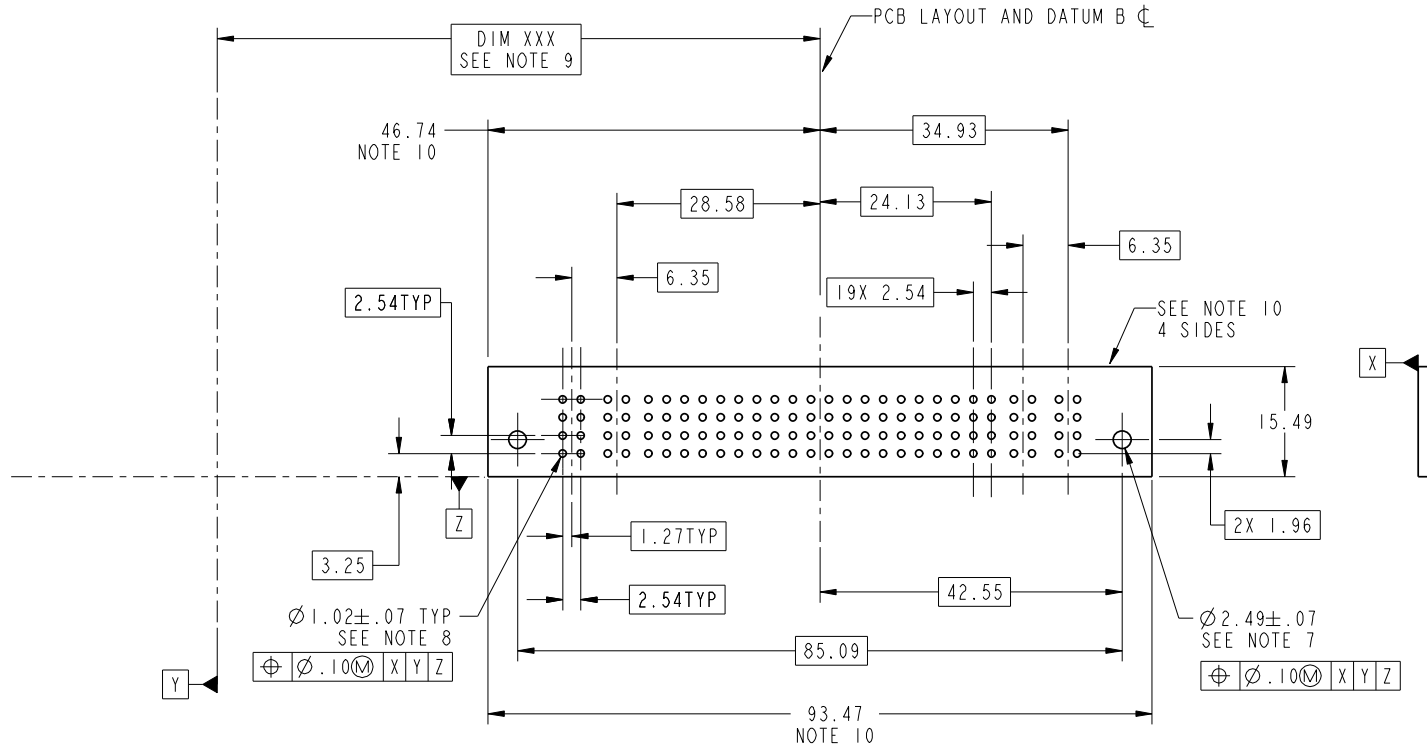 PCB LAYOUT AND DATUM B ℄
DIM XXX
SEE NOTE 9
46.74
NOTE 10
34.93
28.58
24.13
6.35
6.35
2.54TYP
19X 2.54
SEE NOTE 10
4 SIDES
X
15.49
Z
1.27TYP
2X 1.96
3.25
2.54TYP
42.55
Ø1.02±.07 TYP
SEE NOTE 8
⌖ Ø.10Ⓜ X Y Z
Ø2.49±.07
SEE NOTE 7
⌖ Ø.10Ⓜ X Y Z
85.09
Y
93.47
NOTE 10